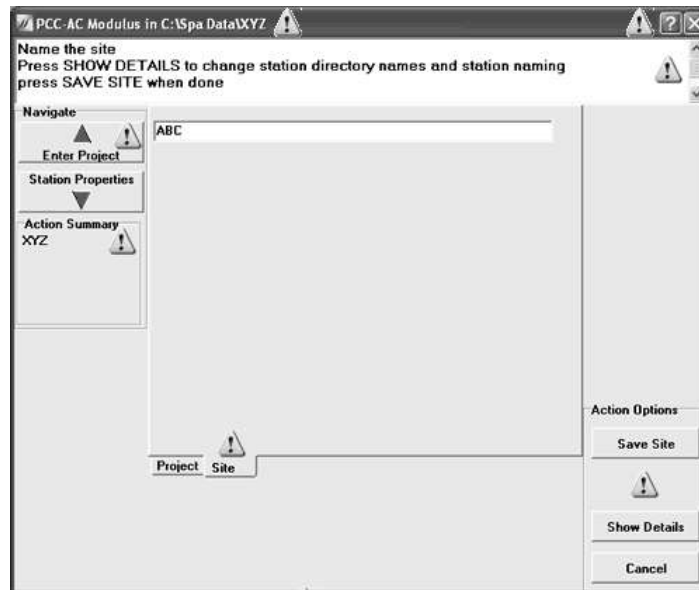 PCC-AC Modulus in C:\Spa Data\XYZ
Name the site
Press SHOW DETAILS to change station directory names and station naming
press SAVE SITE when done
Navigate
Enter Project
Station Properties
Action Summary
XYZ
ABC
Project Site
Action Options
Save Site
Show Details
Cancel